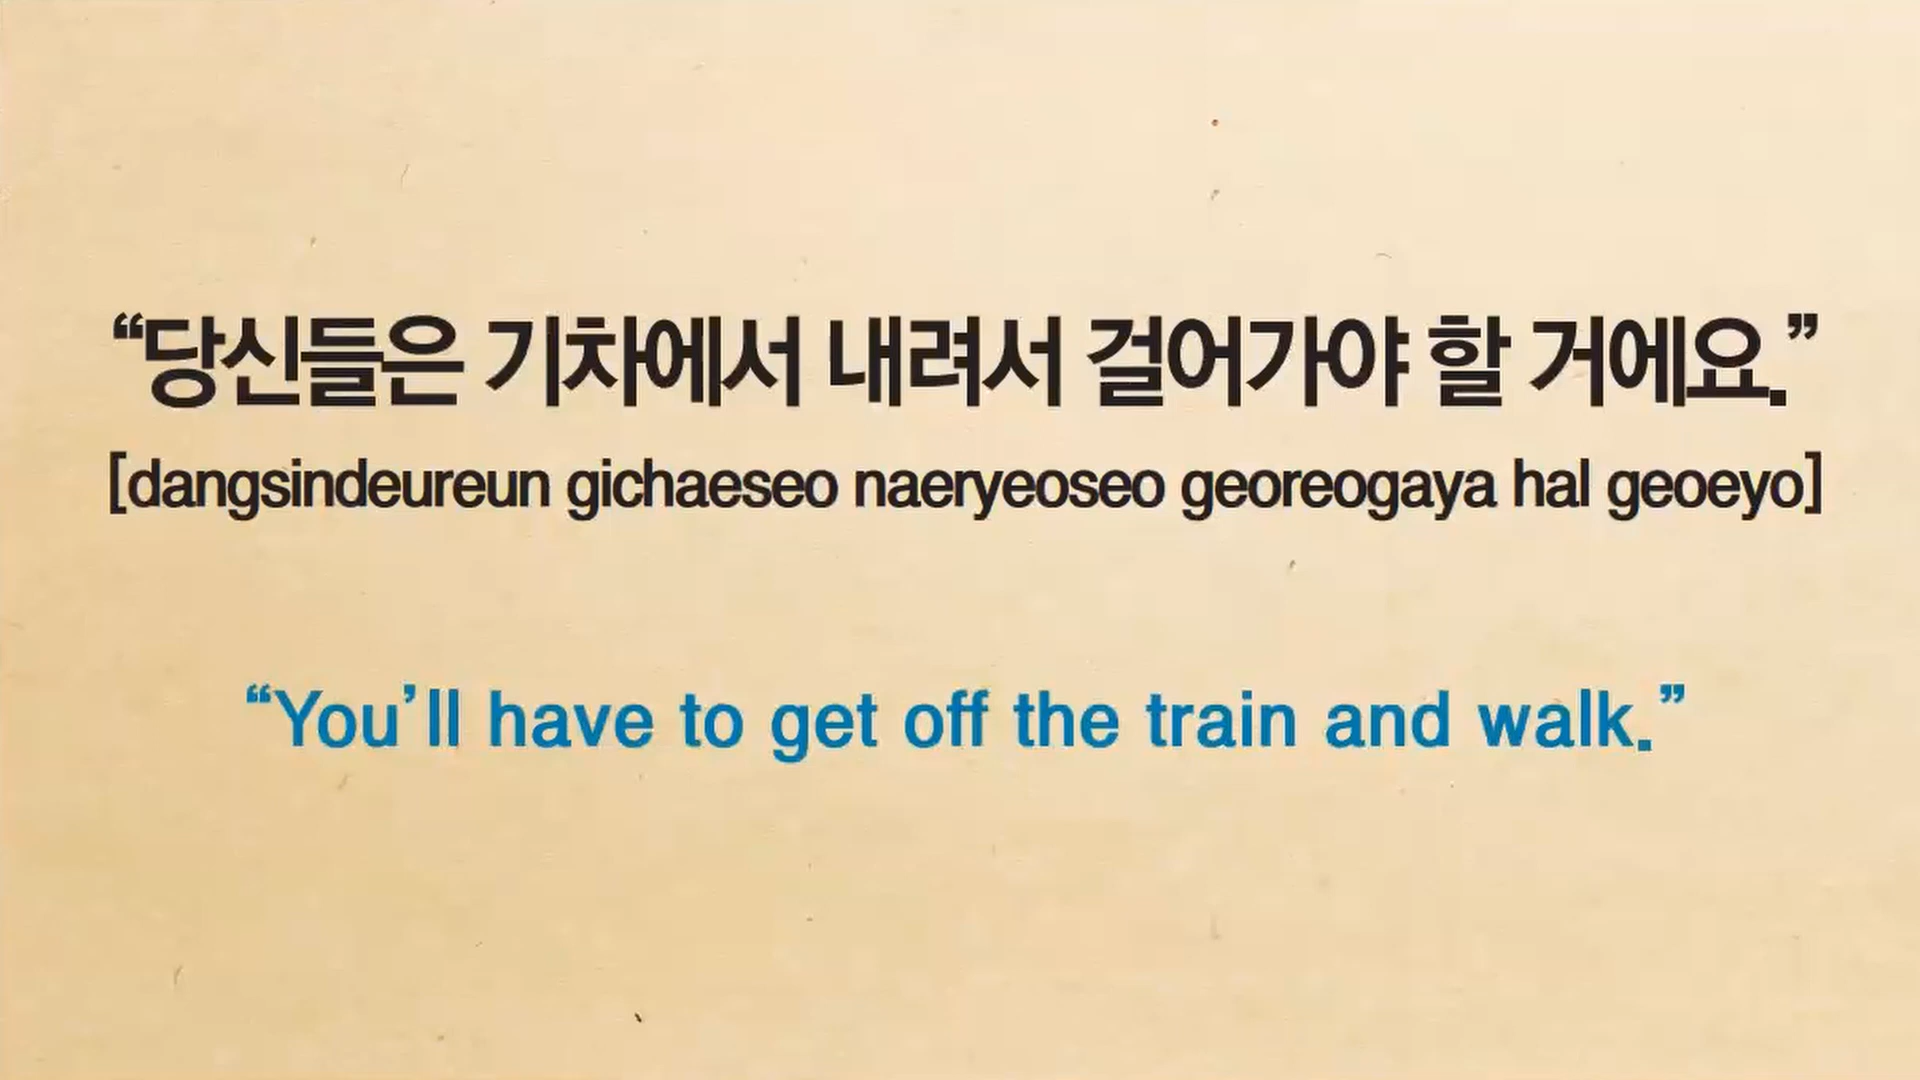 “당신들은 기차에서 내려서 걸어가야 할 거에요.”
[dangsindeureun gichaeseo naeryeoseo georeogaya hal geoeyo]
“You’ll have to get off the train and walk.”